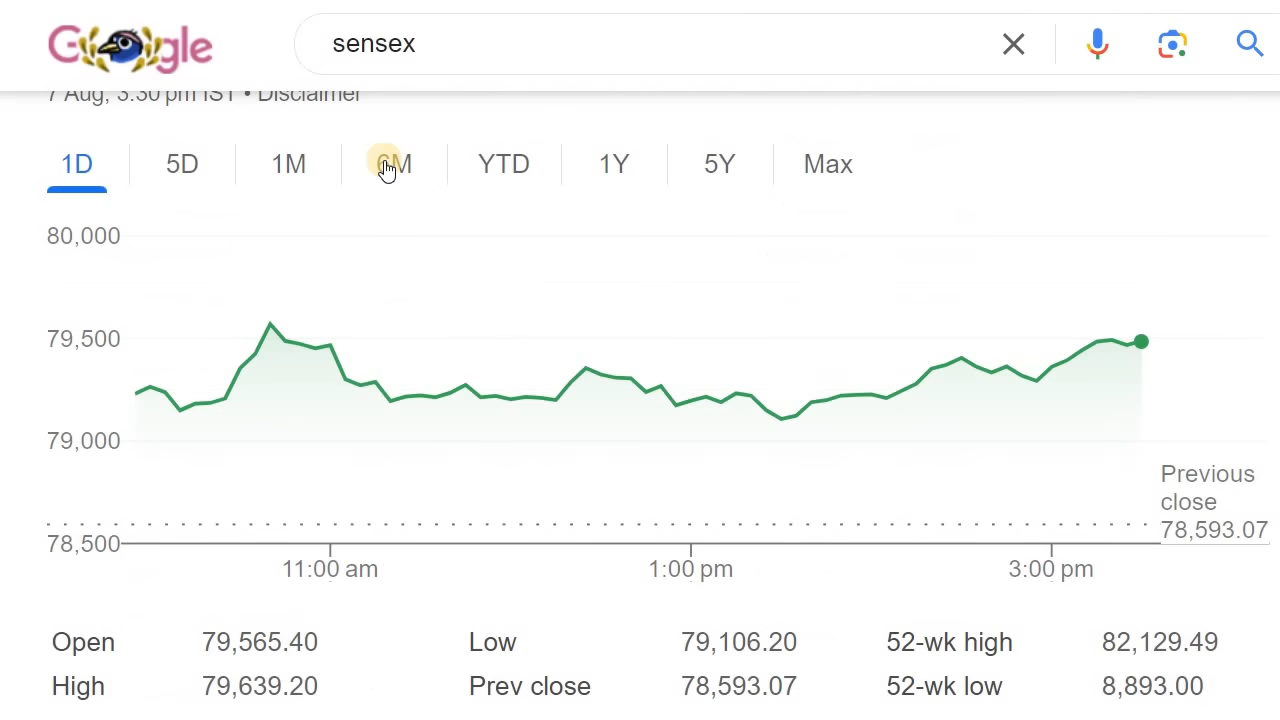 Google
sensex
7 Aug, 3:30 pm IST • Disclaimer
1D 5D 1M 6M YTD 1Y 5Y Max
80,000
79,500
79,000
78,500
Previous
close
78,593.07
11:00 am 1:00 pm 3:00 pm
Open 79,565.40 Low 79,106.20 52-wk high 82,129.49
High 79,639.20 Prev close 78,593.07 52-wk low 8,893.00